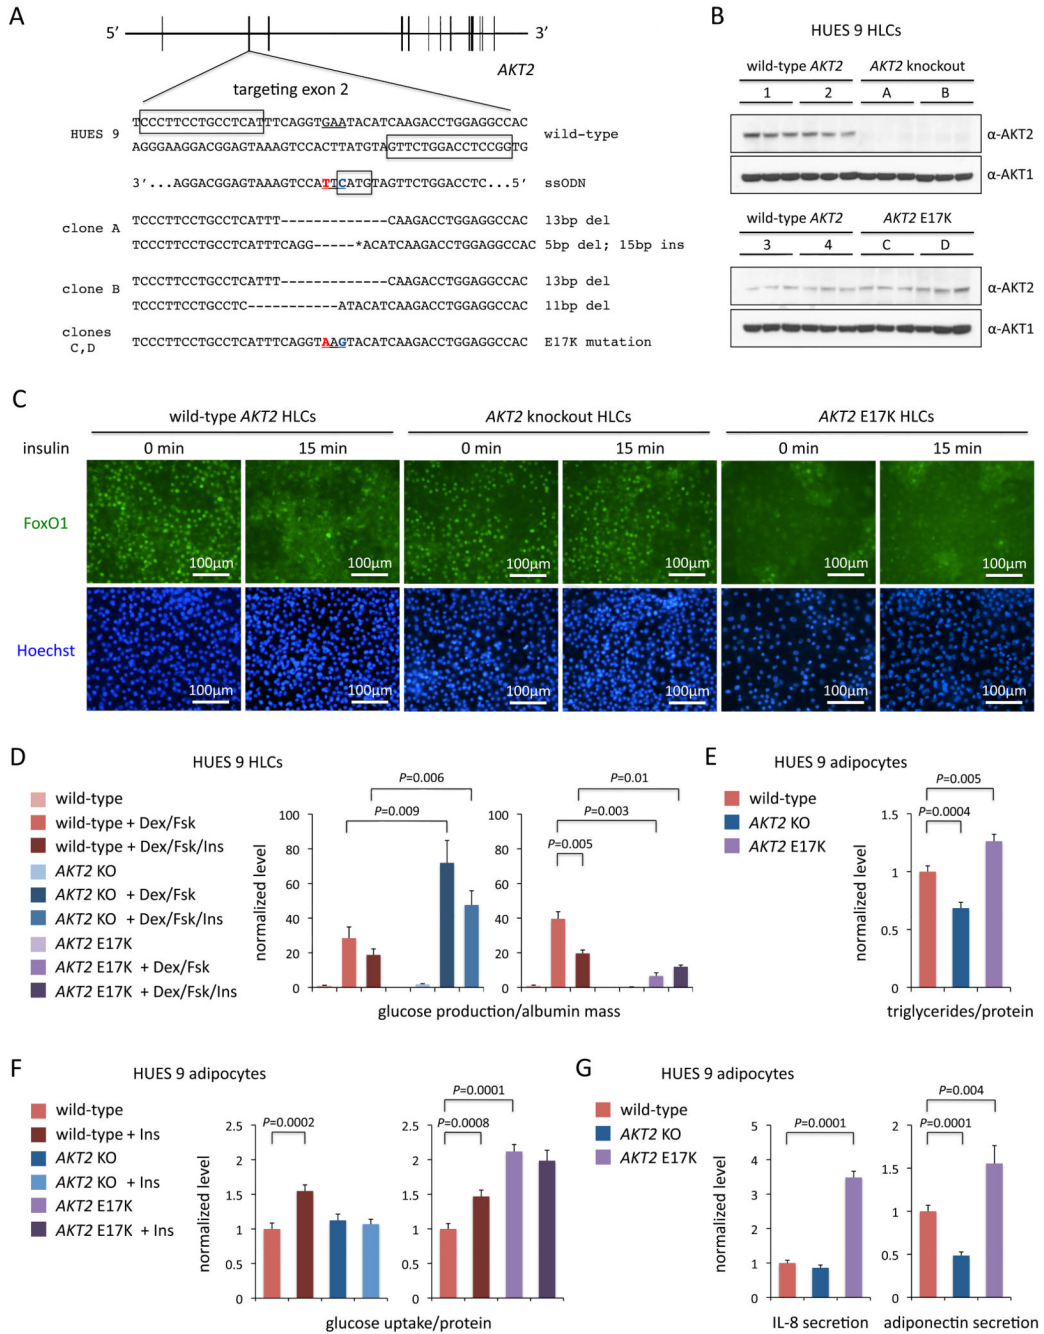 A
5' 3'
AKT2
targeting exon 2
HUES 9
TCCCTTCCTGCCTCATTTCAGGTGAATACATCAAGACCTGGAGGCCAC
wild-type
AGGGAAGGACGGAGTAAAGTCCACTTATGTAGTTCTGGACCTCCGGTG
3'...AGGACGGAGTAAAGTCCATTCATGTAGTTCTGGACCTC...5' ssODN
clone A
TCCCTTCCTGCCTCATTT-------------CAAGACCTGGAGGCCAC 13bp del
TCCCTTCCTGCCTCATTTCAGG-----*ACATCAAGACCTGGAGGCCAC 5bp del; 15bp ins
clone B
TCCCTTCCTGCCTCATTT-------------CAAGACCTGGAGGCCAC 13bp del
TCCCTTCCTGCCTC-----------ATACATCAAGACCTGGAGGCCAC 11bp del
clones C,D
TCCCTTCCTGCCTCATTTCAGGTAAGTACATCAAGACCTGGAGGCCAC E17K mutation
B
HUES 9 HLCs
wild-type AKT2 AKT2 knockout
1 2 A B
α-AKT2
α-AKT1
wild-type AKT2 AKT2 E17K
3 4 C D
α-AKT2
α-AKT1
C
wild-type AKT2 HLCs AKT2 knockout HLCs AKT2 E17K HLCs
insulin 0 min 15 min 0 min 15 min 0 min 15 min
FoxO1
100µm 100µm 100µm 100µm 100µm 100µm
Hoechst
100µm 100µm 100µm 100µm 100µm 100µm
D
HUES 9 HLCs
wild-type
wild-type + Dex/Fsk
wild-type + Dex/Fsk/Ins
AKT2 KO
AKT2 KO + Dex/Fsk
AKT2 KO + Dex/Fsk/Ins
AKT2 E17K
AKT2 E17K + Dex/Fsk
AKT2 E17K + Dex/Fsk/Ins
normalized level
100
80
60
40
20
0
P=0.006
P=0.009
100
80
60
40
20
0
P=0.01
P=0.003
P=0.005
glucose production/albumin mass
E
HUES 9 adipocytes
wild-type
AKT2 KO
AKT2 E17K
normalized level
1.5
1
0.5
0
P=0.005
P=0.0004
triglycerides/protein
F
HUES 9 adipocytes
wild-type
wild-type + Ins
AKT2 KO
AKT2 KO + Ins
AKT2 E17K
AKT2 E17K + Ins
normalized level
2.5
2
1.5
1
0.5
0
P=0.0002
2.5
2
1.5
1
0.5
0
P=0.0001
P=0.0008
glucose uptake/protein
G
HUES 9 adipocytes
wild-type
AKT2 KO
AKT2 E17K
normalized level
5
4
3
2
1
0
P=0.0001
IL-8 secretion
2
1.5
1
0.5
0
P=0.004
P=0.0001
adiponectin secretion